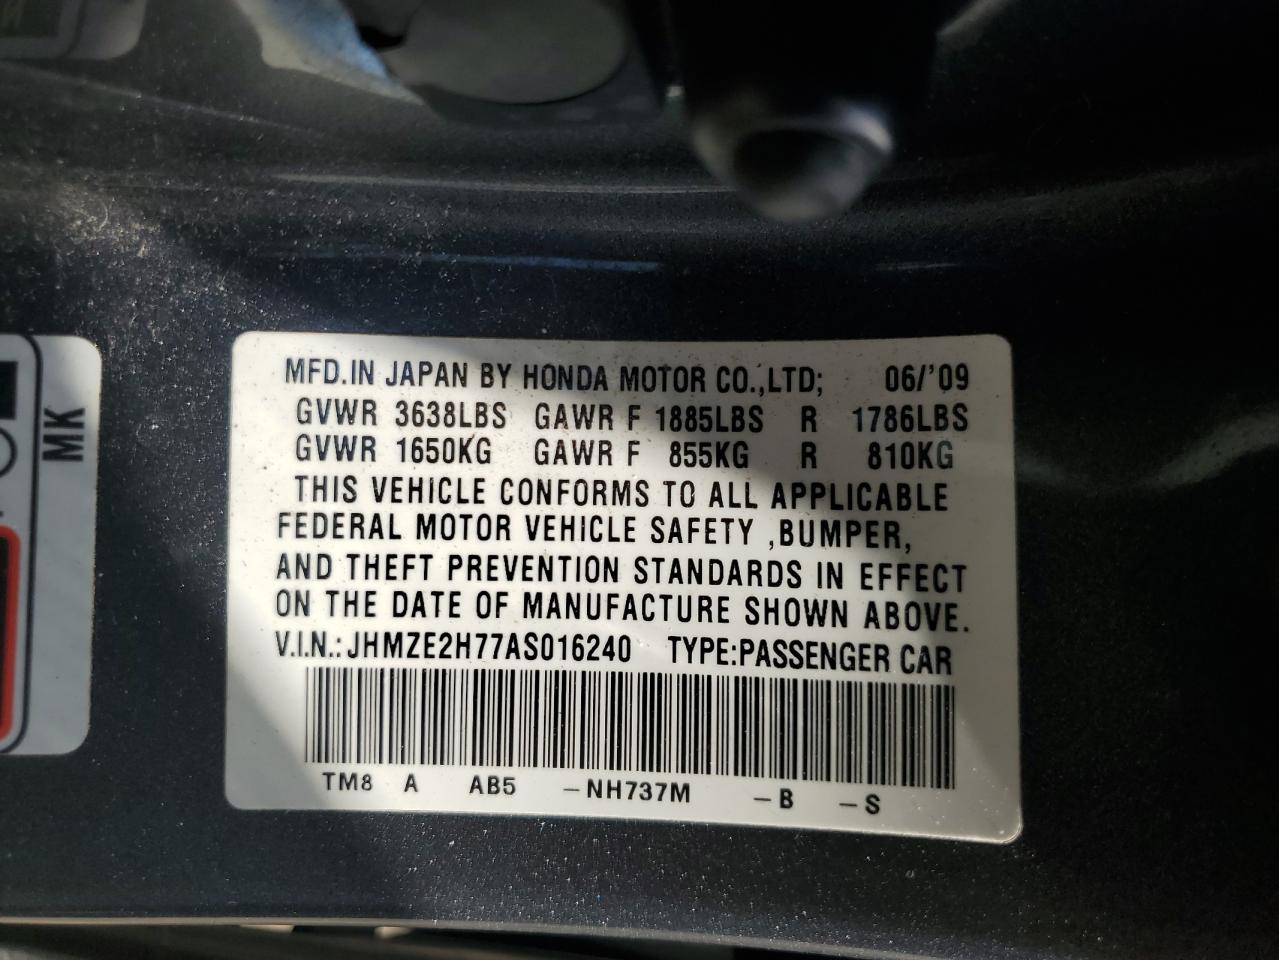 MFD.IN JAPAN BY HONDA MOTOR CO.,LTD; 06/'09
GVWR 3638LBS GAWR F 1885LBS R 1786LBS
GVWR 1650KG GAWR F 855KG R 810KG
THIS VEHICLE CONFORMS TO ALL APPLICABLE
FEDERAL MOTOR VEHICLE SAFETY ,BUMPER,
AND THEFT PREVENTION STANDARDS IN EFFECT
ON THE DATE OF MANUFACTURE SHOWN ABOVE.
V.I.N.: JHMZE2H77AS016240 TYPE:PASSENGER CAR
TM8 A AB5 –NH737M –B –S
MK